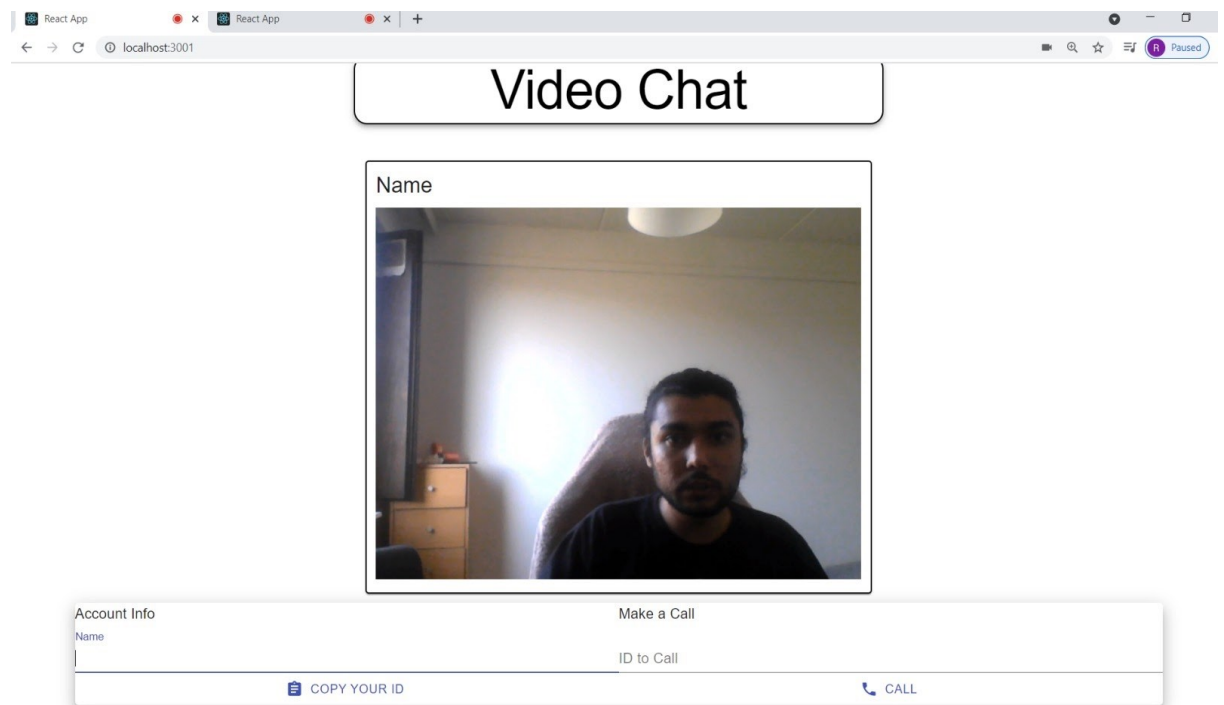 React App
React App
localhost:3001
R Paused
Video Chat
Name
Account Info
Make a Call
Name
ID to Call
COPY YOUR ID
CALL